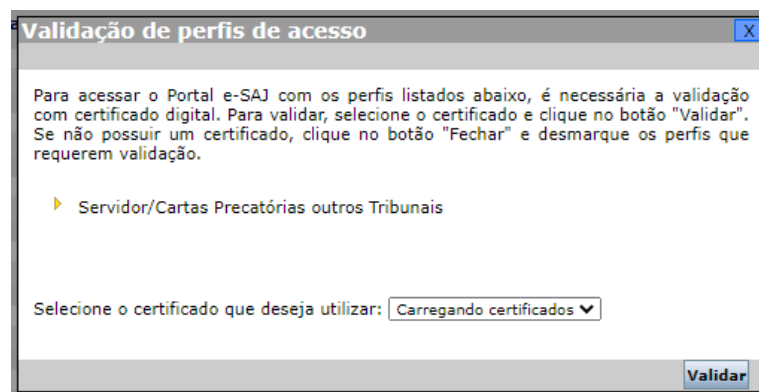 Validação de perfis de acesso
X
Para acessar o Portal e-SAJ com os perfis listados abaixo, é necessária a validação
com certificado digital. Para validar, selecione o certificado e clique no botão "Validar".
Se não possuir um certificado, clique no botão "Fechar" e desmarque os perfis que
requerem validação.
Servidor/Cartas Precatórias outros Tribunais
Selecione o certificado que deseja utilizar: Carregando certificados
Validar